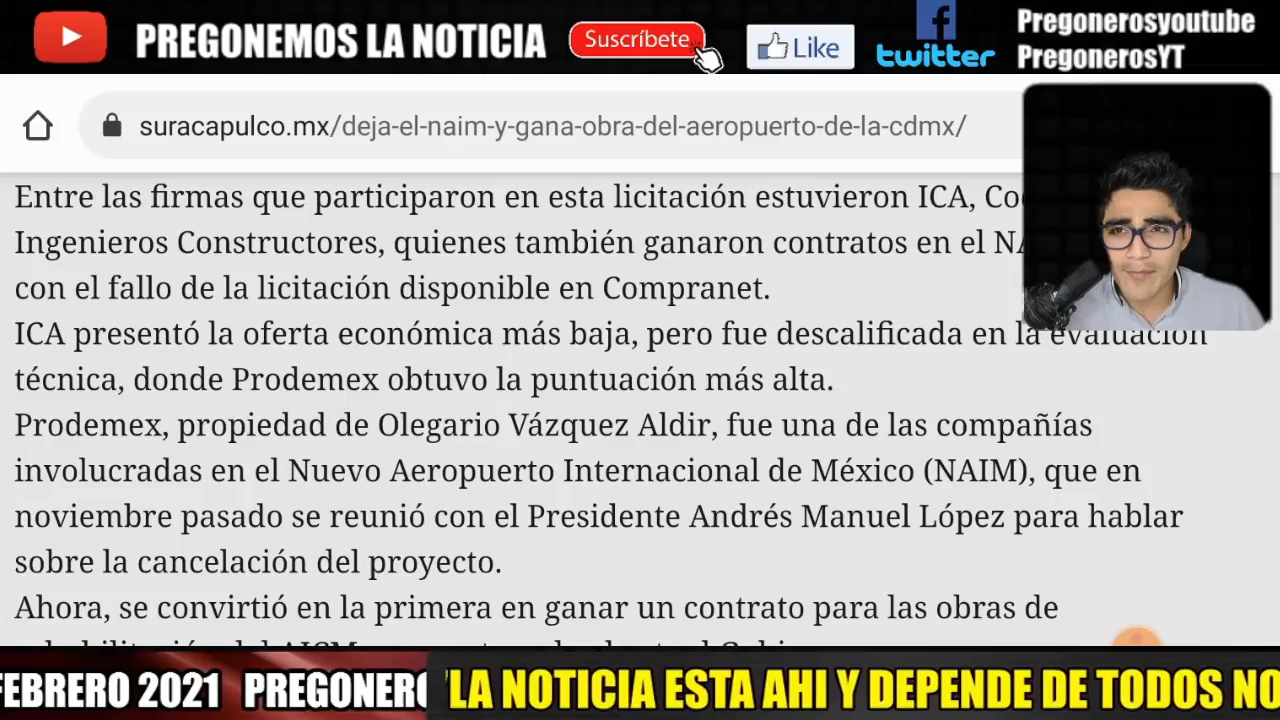 PREGONEMOS LA NOTICIA
Suscríbete
Like
twitter
Pregonerosyoutube
PregonerosYT
suracapulco.mx/deja-el-naim-y-gana-obra-del-aeropuerto-de-la-cdmx/
Entre las firmas que participaron en esta licitación estuvieron ICA,
Ingenieros Constructores, quienes también ganaron contratos en el
con el fallo de la licitación disponible en Compranet.
ICA presentó la oferta económica más baja, pero fue descalificada en la evaluación
técnica, donde Prodemex obtuvo la puntuación más alta.
Prodemex, propiedad de Olegario Vázquez Aldir, fue una de las compañías
involucradas en el Nuevo Aeropuerto Internacional de México (NAIM), que en
noviembre pasado se reunió con el Presidente Andrés Manuel López para hablar
sobre la cancelación del proyecto.
Ahora, se convirtió en la primera en ganar un contrato para las obras de
EBRERO 2021 PREGONERO
LA NOTICIA ESTA AHI Y DEPENDE DE TODOS NO